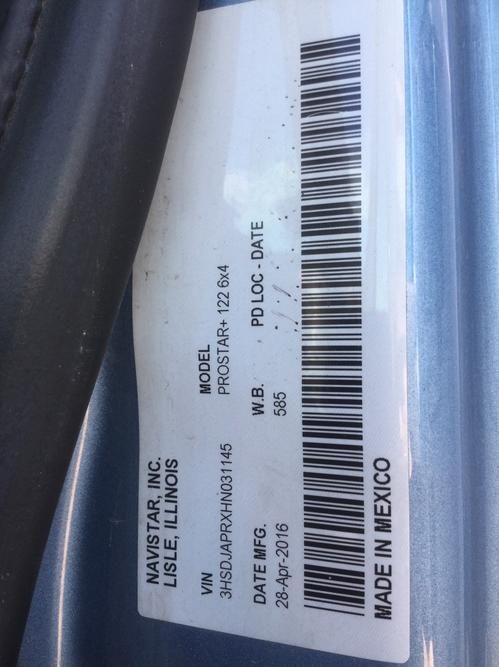 NAVISTAR, INC.
LISLE, ILLINOIS
VIN MODEL
3HSDJAPRXHN031145 PROSTAR+ 122 6x4
DATE MFG. W.B. PD LOC - DATE
28-Apr-2016 585
MADE IN MEXICO